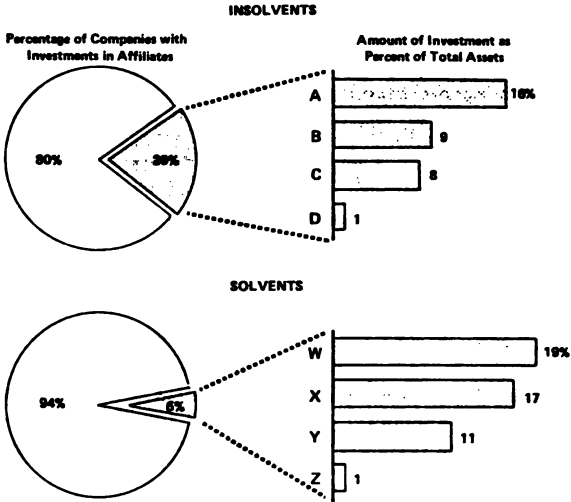 INSOLVENTS
Percentage of Companies with
Investments in Affiliates
Amount of Investment as
Percent of Total Assets
80%
20%
A
16%
B
9
C
8
D
1
SOLVENTS
94%
6%
W
19%
X
17
Y
11
Z
1